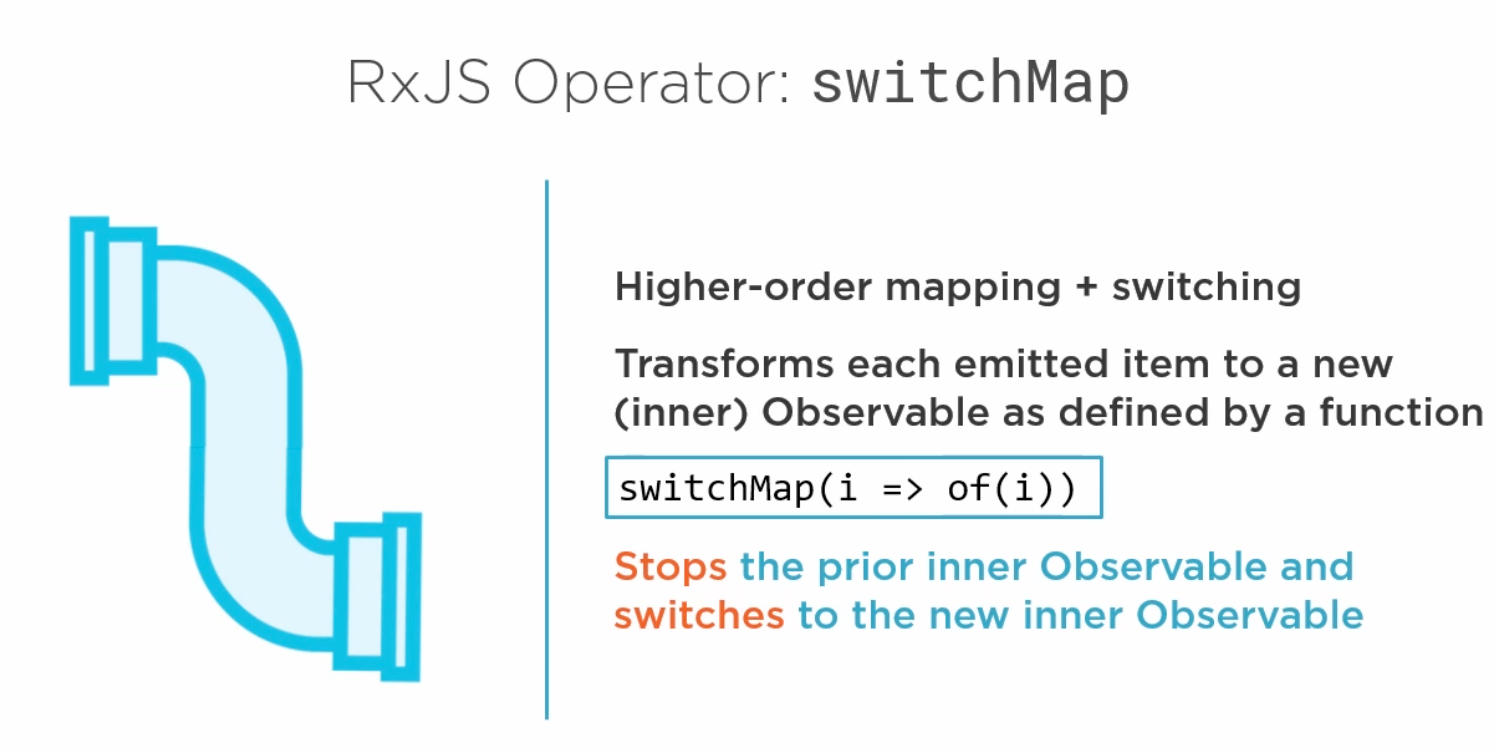 RxJS Operator: switchMap
Higher-order mapping + switching
Transforms each emitted item to a new
(inner) Observable as defined by a function
switchMap(i => of(i))
Stops the prior inner Observable and
switches to the new inner Observable